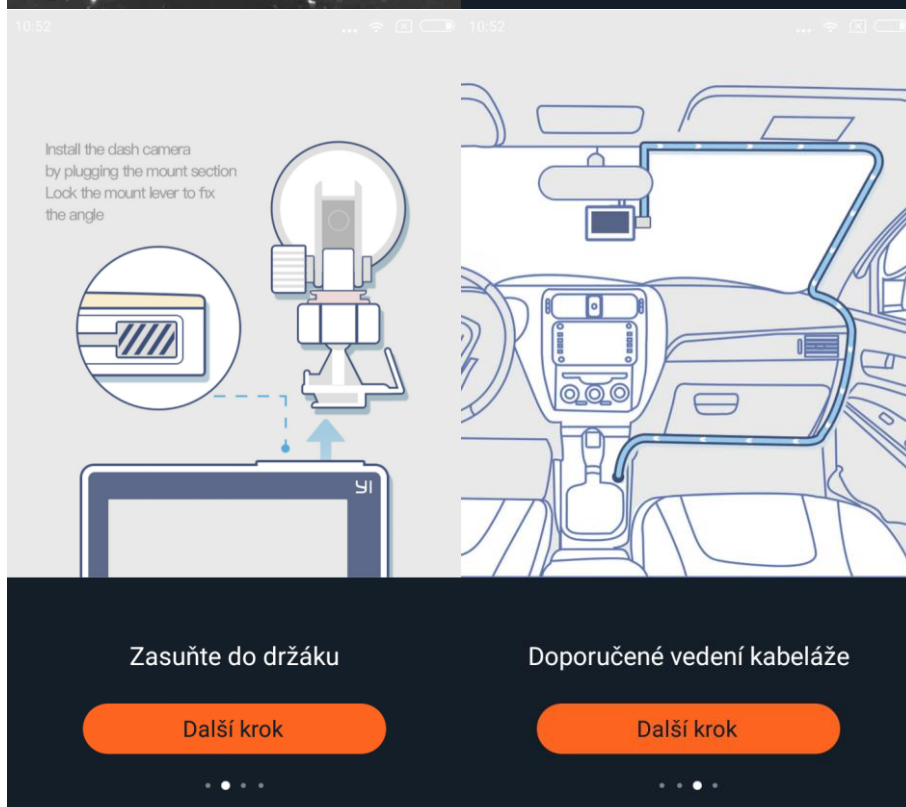 10:52
Install the dash camera
by plugging the mount section
Lock the mount lever to fix
the angle
YI
Zasuňte do držáku
Další krok
10:52
Doporučené vedení kabeláže
Další krok